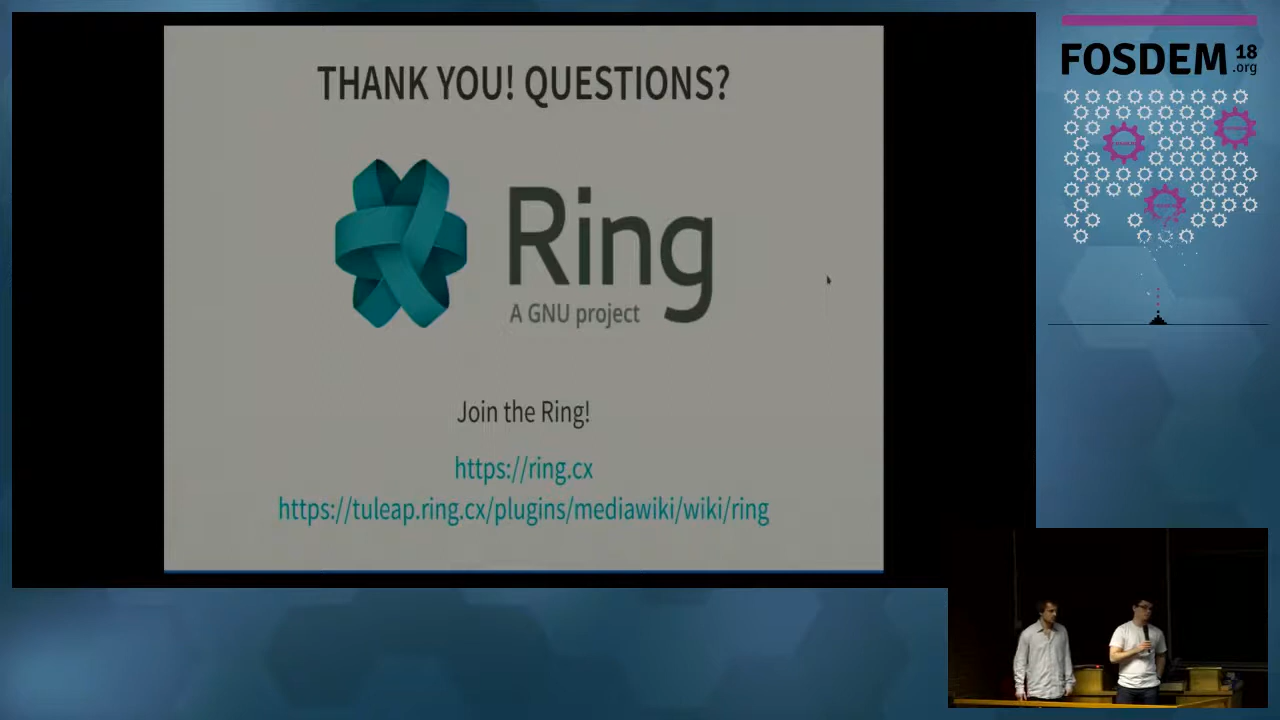 THANK YOU! QUESTIONS?
Ring
A GNU project
Join the Ring!
https://ring.cx
https://tuleap.ring.cx/plugins/mediawiki/wiki/ring
FOSDEM 18
.org